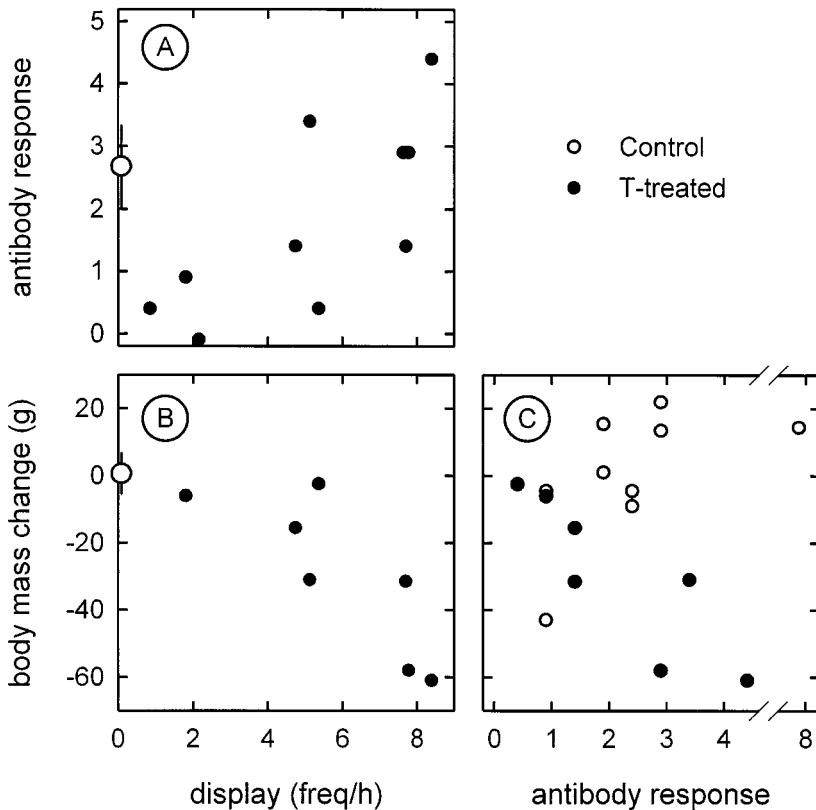 antibody response
5
4
3
2
1
0
A
Control
T-treated
body mass change (g)
20
0
-20
-40
-60
B
C
0 2 4 6 8
0 1 2 3 4 8
display (freq/h)
antibody response